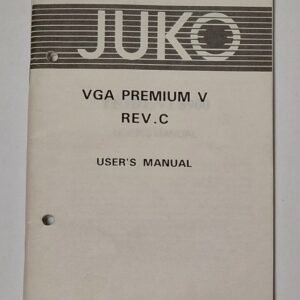 JUKO
VGA PREMIUM V
REV.C
USER'S MANUAL